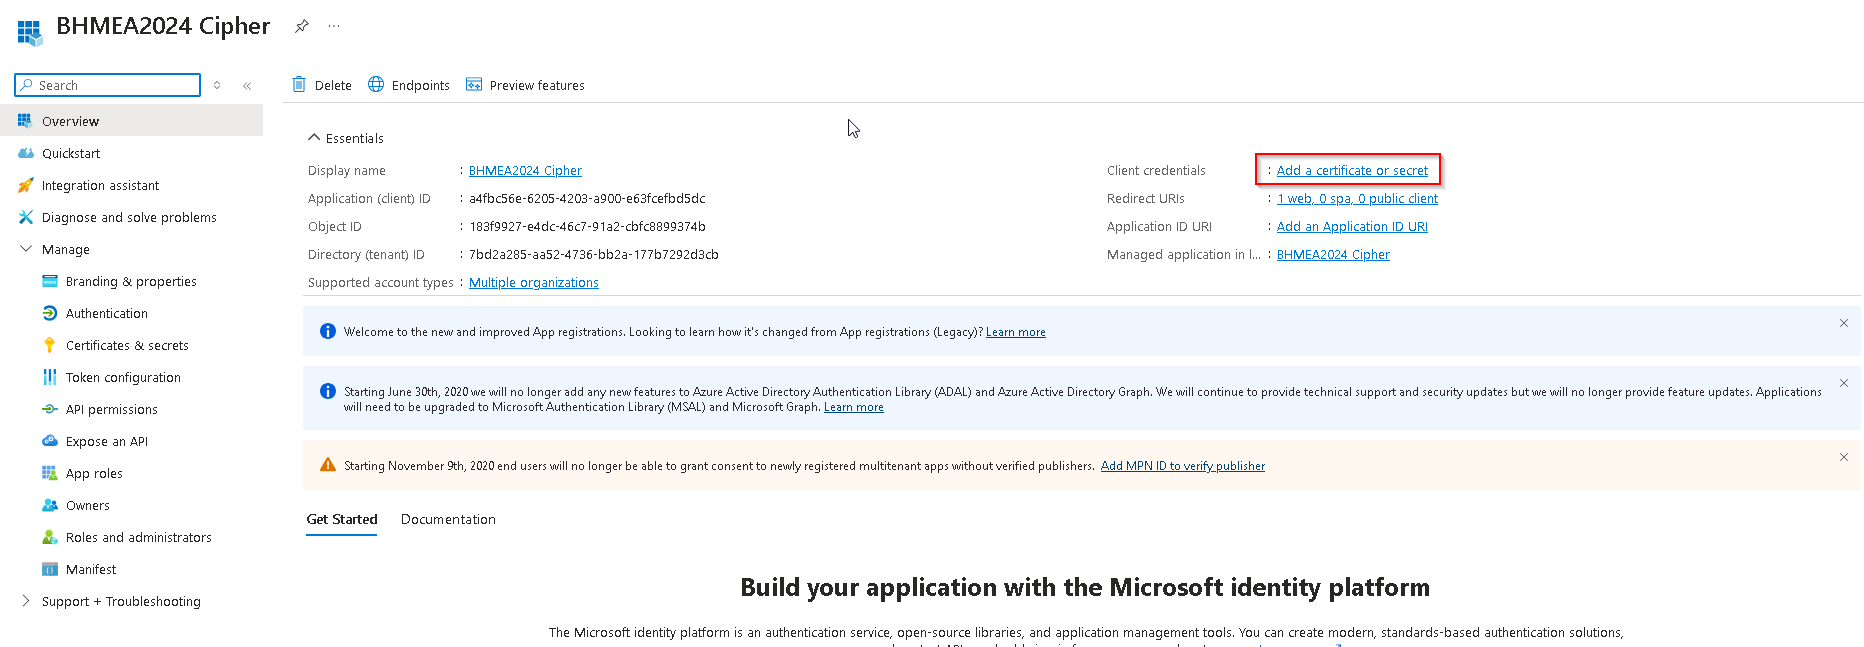 BHMEA2024 Cipher
Search
Delete
Endpoints
Preview features
Overview
Quickstart
Integration assistant
Diagnose and solve problems
Manage
Branding & properties
Authentication
Certificates & secrets
Token configuration
API permissions
Expose an API
App roles
Owners
Roles and administrators
Manifest
Support + Troubleshooting
Essentials
Display name : BHMEA2024 Cipher
Application (client) ID : a4fbc56e-6205-4203-a900-e63fcefbd5dc
Object ID : 183f9927-e4dc-46c7-91a2-cbfc8899374b
Directory (tenant) ID : 7bd2a285-aa52-4736-bb2a-177b7292d3cb
Supported account types : Multiple organizations
Client credentials : Add a certificate or secret
Redirect URIs : 1 web, 0 spa, 0 public client
Application ID URI : Add an Application ID URI
Managed application in l... : BHMEA2024 Cipher
Welcome to the new and improved App registrations. Looking to learn how it's changed from App registrations (Legacy)? Learn more
Starting June 30th, 2020 we will no longer add any new features to Azure Active Directory Authentication Library (ADAL) and Azure Active Directory Graph. We will continue to provide technical support and security updates but we will no longer provide feature updates. Applications
will need to be upgraded to Microsoft Authentication Library (MSAL) and Microsoft Graph. Learn more
Starting November 9th, 2020 end users will no longer be able to grant consent to newly registered multitenant apps without verified publishers. Add MPN ID to verify publisher
Get Started
Documentation
Build your application with the Microsoft identity platform
The Microsoft identity platform is an authentication service, open-source libraries, and application management tools. You can create modern, standards-based authentication solutions,